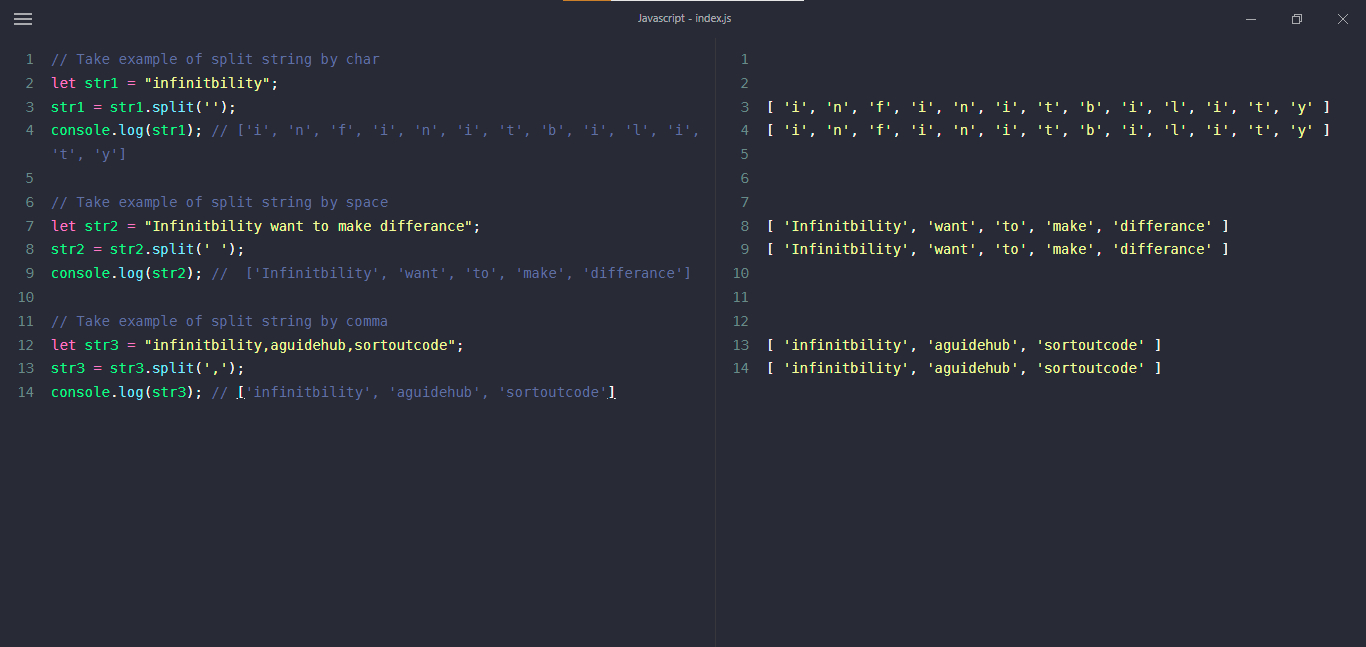 Javascript - index.js
1 // Take example of split string by char
2 let str1 = "infinitbility";
3 str1 = str1.split('');
4 console.log(str1); // ['i', 'n', 'f', 'i', 'n', 'i', 't', 'b', 'i', 'l', 'i',
't', 'y']
5
6 // Take example of split string by space
7 let str2 = "Infinitbility want to make differance";
8 str2 = str2.split(' ');
9 console.log(str2); //  ['Infinitbility', 'want', 'to', 'make', 'differance']
10
11 // Take example of split string by comma
12 let str3 = "infinitbility,aguidehub,sortoutcode";
13 str3 = str3.split(',');
14 console.log(str3); // ['infinitbility', 'aguidehub', 'sortoutcode']
1
2
3 [ 'i', 'n', 'f', 'i', 'n', 'i', 't', 'b', 'i', 'l', 'i', 't', 'y' ]
4 [ 'i', 'n', 'f', 'i', 'n', 'i', 't', 'b', 'i', 'l', 'i', 't', 'y' ]
5
6
7
8 [ 'Infinitbility', 'want', 'to', 'make', 'differance' ]
9 [ 'Infinitbility', 'want', 'to', 'make', 'differance' ]
10
11
12
13 [ 'infinitbility', 'aguidehub', 'sortoutcode' ]
14 [ 'infinitbility', 'aguidehub', 'sortoutcode' ]